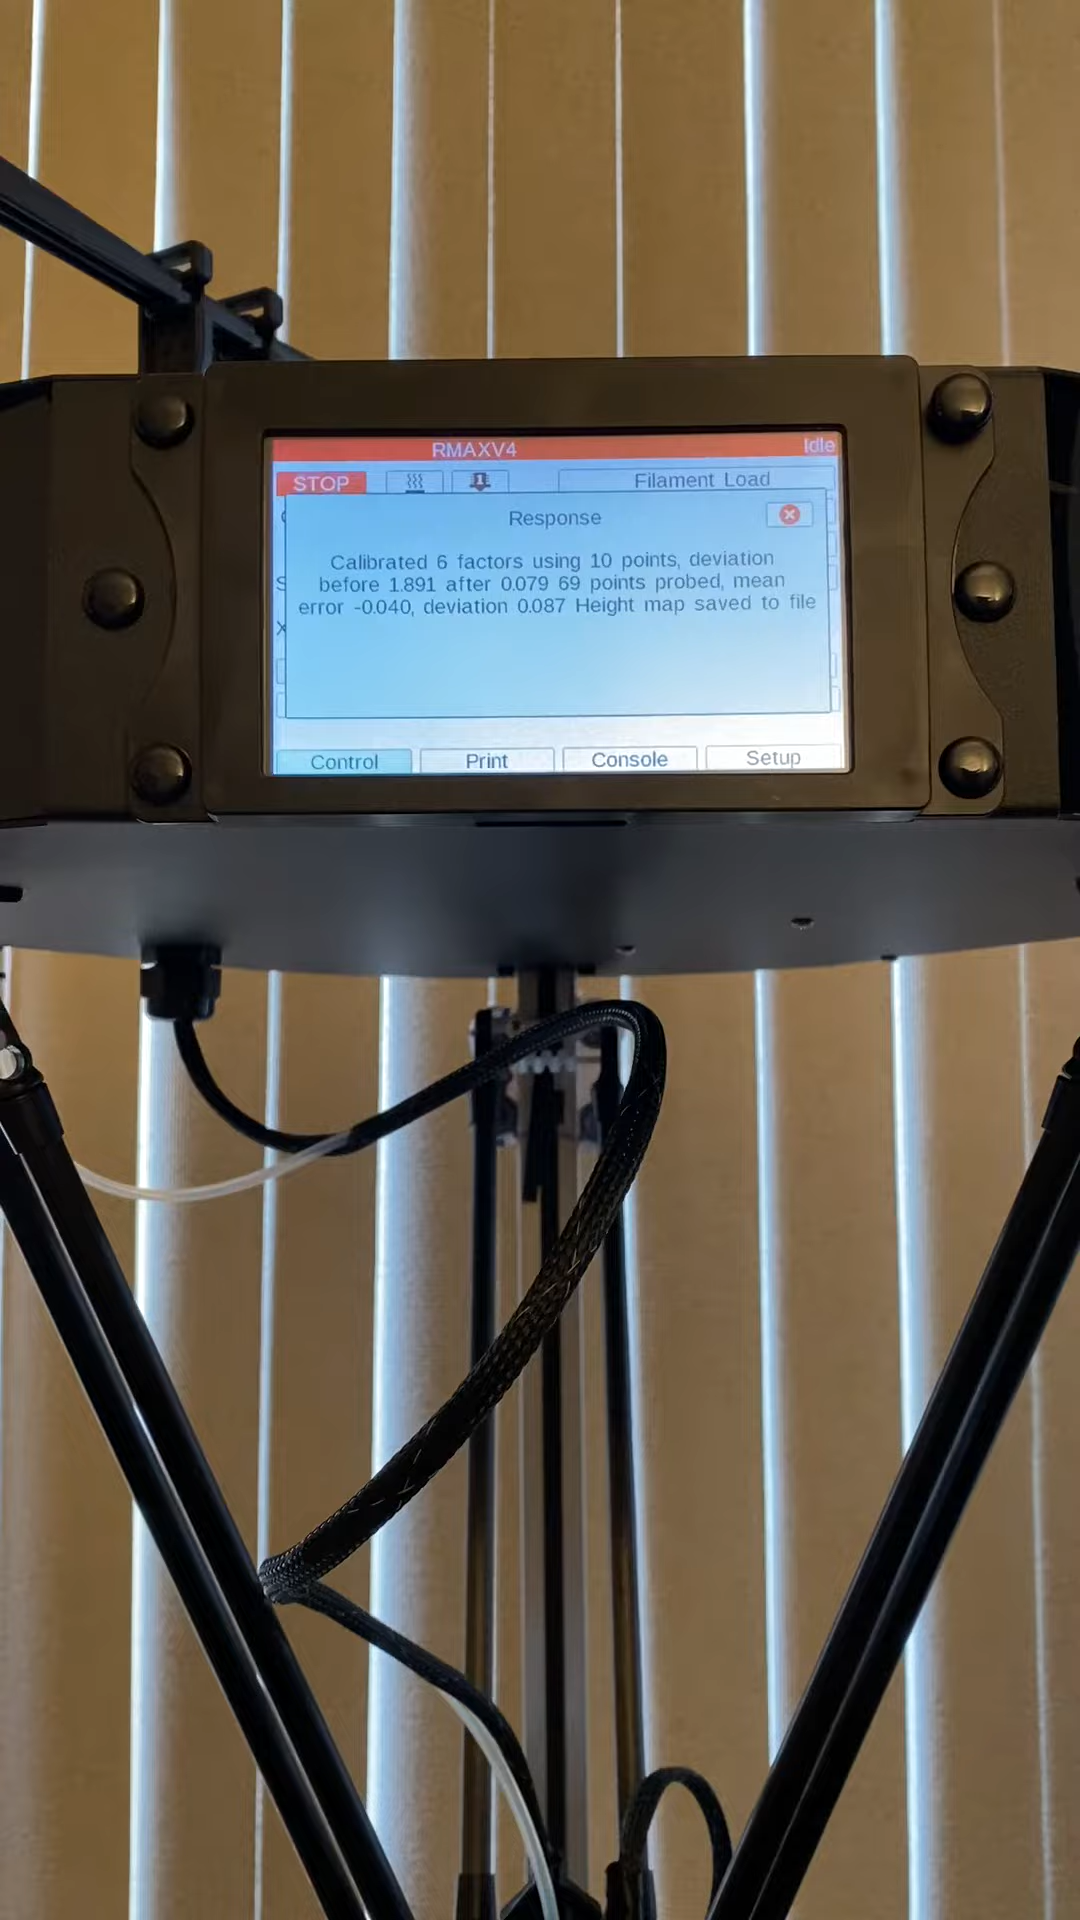 RMAXV4
Idle
STOP
1
Filament Load
Response
Calibrated 6 factors using 10 points, deviation
before 1.891 after 0.079 69 points probed, mean
error -0.040, deviation 0.087 Height map saved to file
S
X
Control
Print
Console
Setup